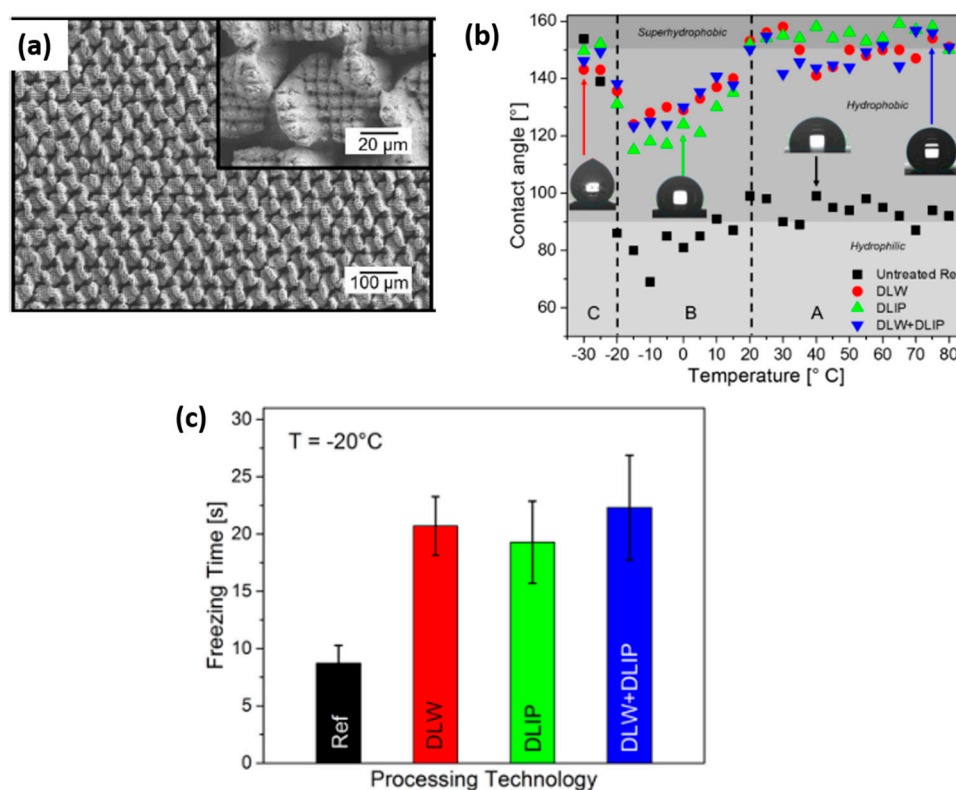 (a)
20 µm
100 µm
(b)
160
140
120
100
80
60
Contact angle [°]
Superhydrophobic
Hydrophobic
Hydrophilic
Untreated Re
DLW
DLIP
DLW+DLIP
C
B
A
-30 -20 -10 0 10 20 30 40 50 60 70 80
Temperature [° C]
(c)
T = -20°C
30
25
20
15
10
5
0
Freezing Time [s]
Ref
DLW
DLIP
DLW+DLIP
Processing Technology